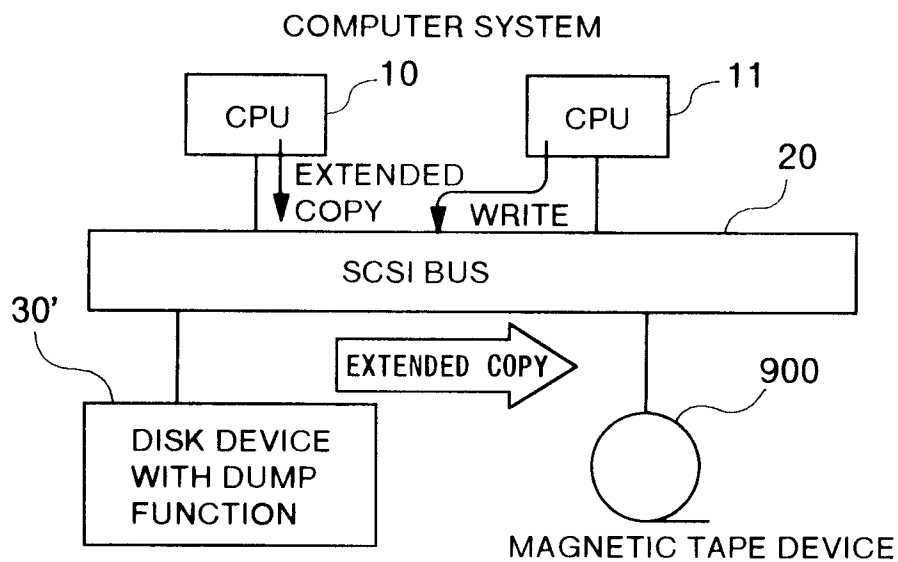 COMPUTER SYSTEM
10
11
CPU
CPU
20
EXTENDED
COPY
WRITE
SCSI BUS
30'
EXTENDED COPY
900
DISK DEVICE
WITH DUMP
FUNCTION
MAGNETIC TAPE DEVICE